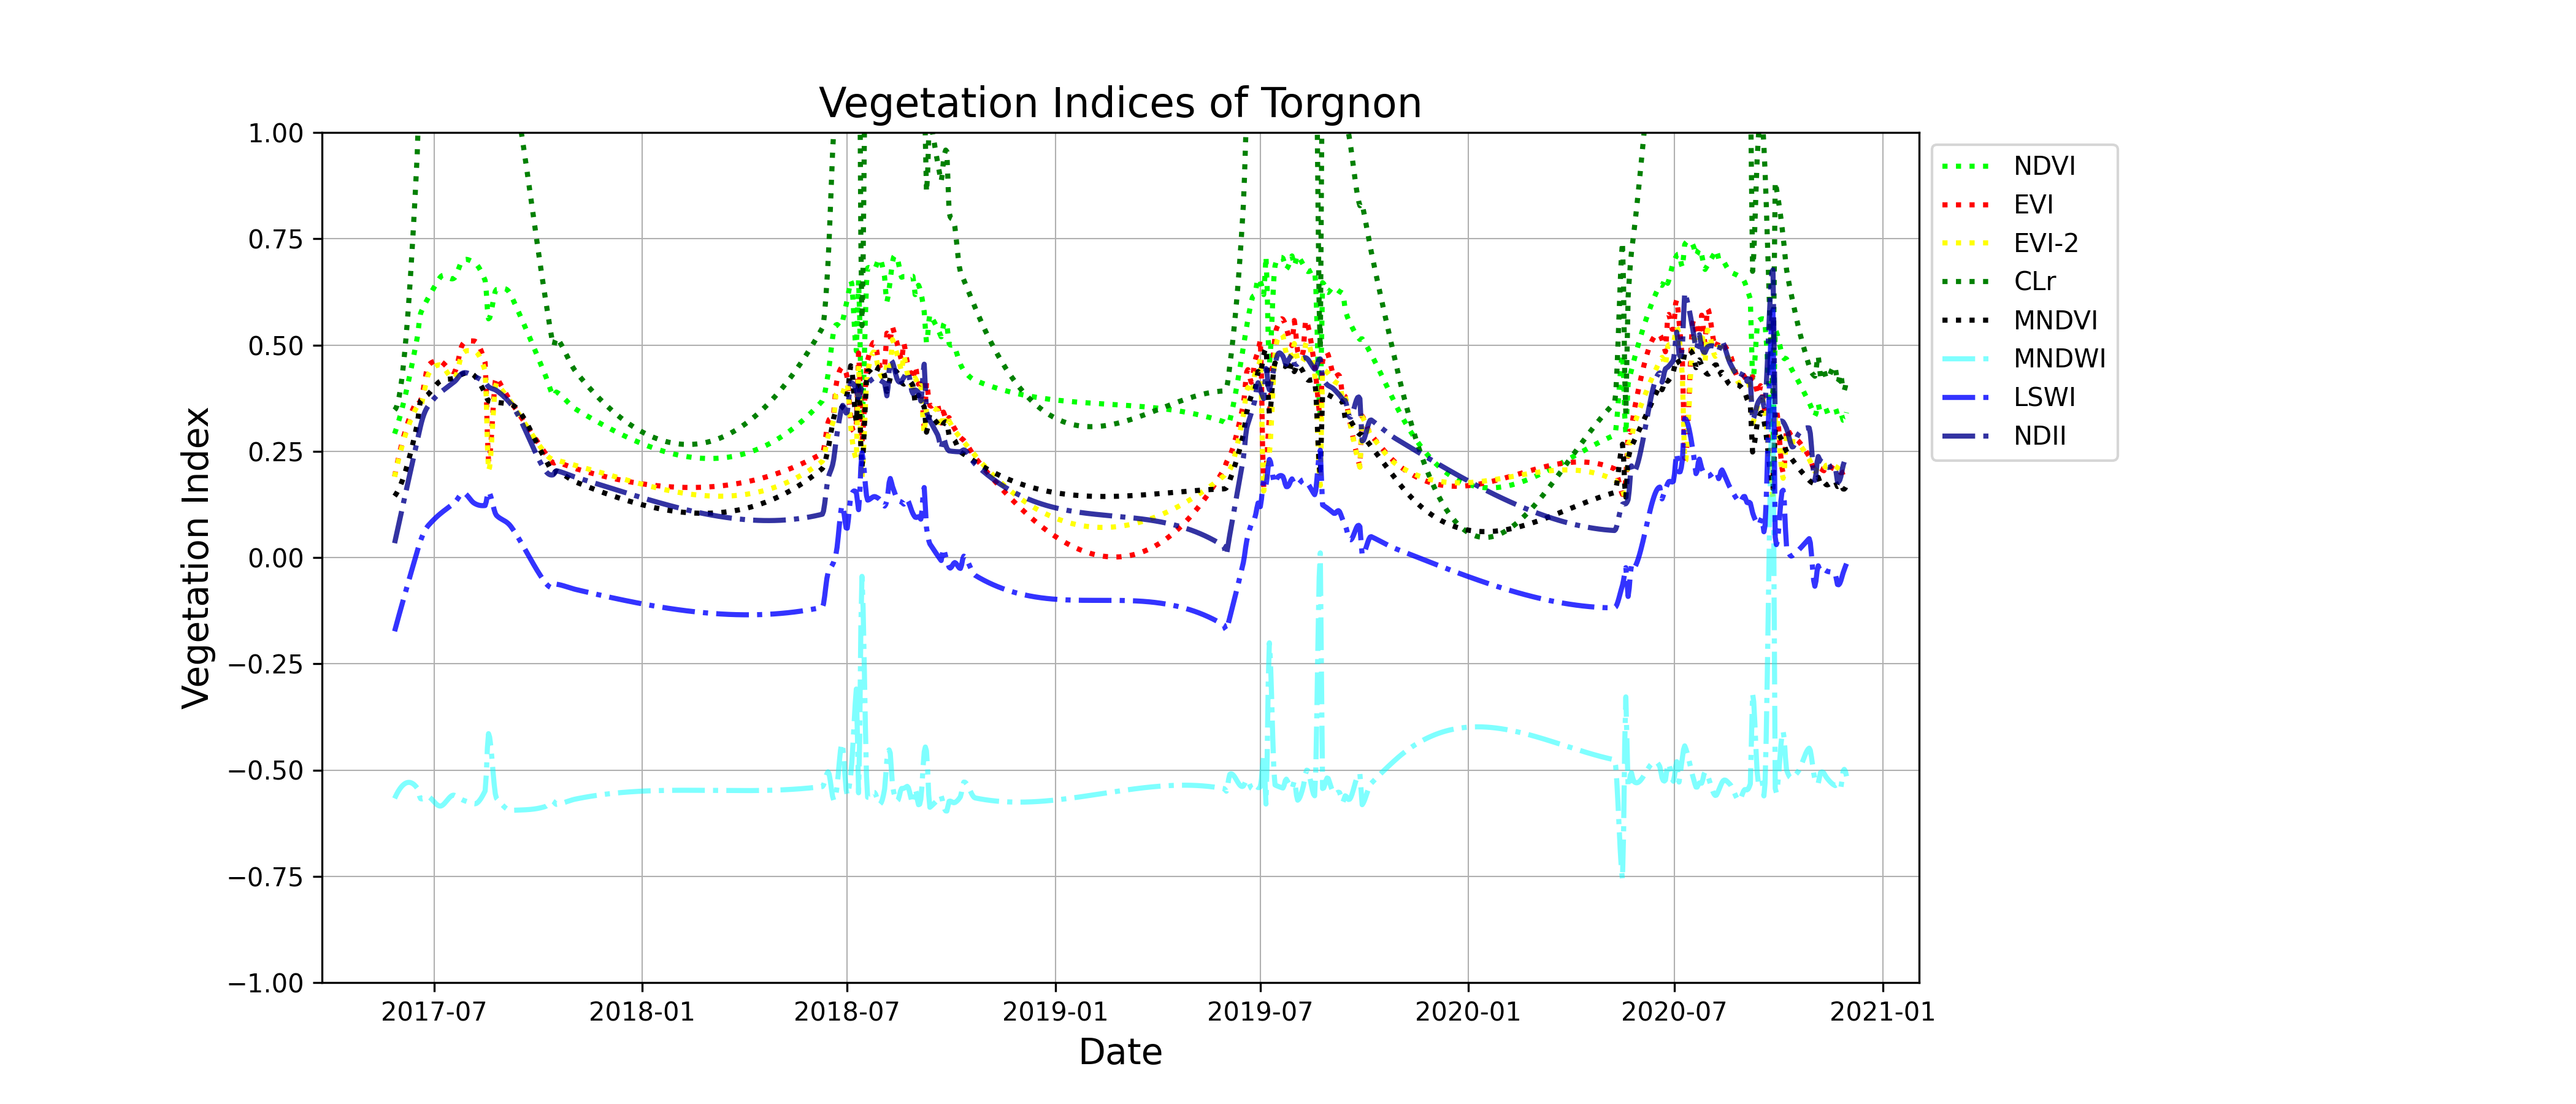 Vegetation Indices of Torgnon
Vegetation Index
1.00
0.75
0.50
0.25
0.00
−0.25
−0.50
−0.75
−1.00
2017-07
2018-01
2018-07
2019-01
2019-07
2020-01
2020-07
2021-01
Date
NDVI
EVI
EVI-2
CLr
MNDVI
MNDWI
LSWI
NDII